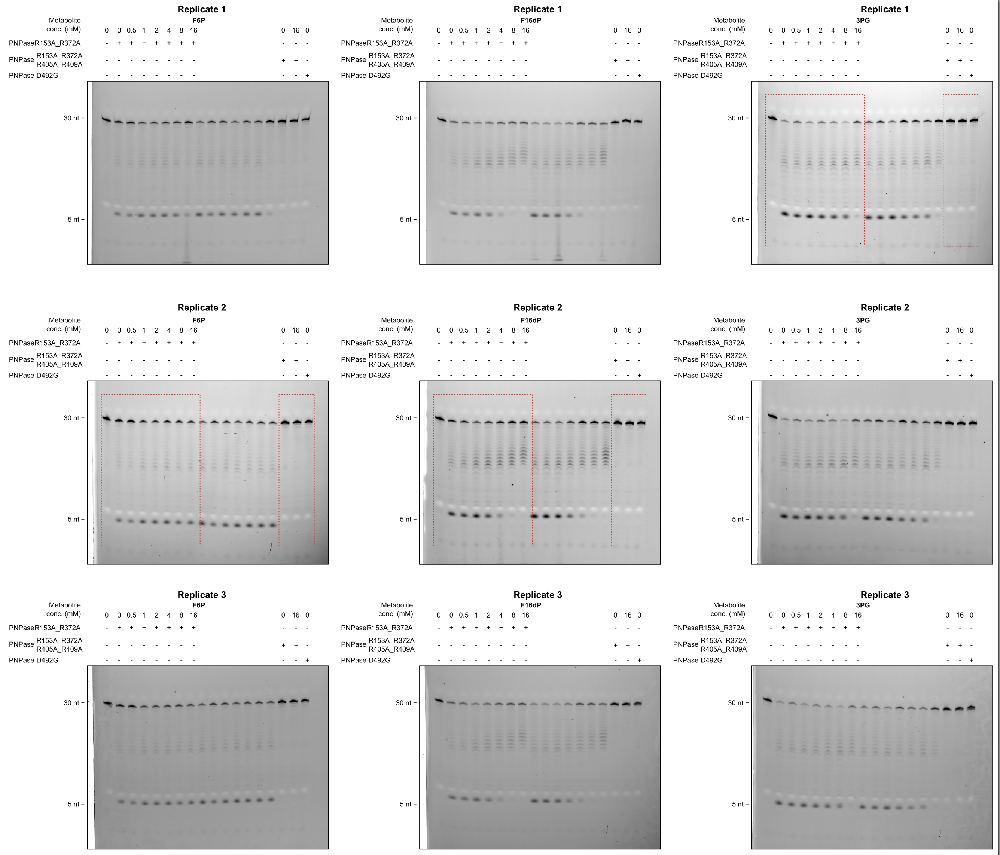 Replicate 1
Metabolite F6P
conc. (mM) 0 0 0.5 1 2 4 8 16 0 16 0
PNPaseR153A_R372A - + + + + + + + - - -
PNPase R153A_R372A
R405A_R409A - - - - - - - - + + -
PNPase D492G - - - - - - - - - - +
30 nt –
5 nt –
Replicate 1
Metabolite F16dP
conc. (mM) 0 0 0.5 1 2 4 8 16 0 16 0
PNPaseR153A_R372A - + + + + + + + - - -
PNPase R153A_R372A
R405A_R409A - - - - - - - - + + -
PNPase D492G - - - - - - - - - - +
30 nt –
5 nt –
Replicate 1
Metabolite 3PG
conc. (mM) 0 0 0.5 1 2 4 8 16 0 16 0
PNPaseR153A_R372A - + + + + + + + - - -
PNPase R153A_R372A
R405A_R409A - - - - - - - - + + -
PNPase D492G - - - - - - - - - - +
30 nt –
5 nt –
Replicate 2
Metabolite F6P
conc. (mM) 0 0 0.5 1 2 4 8 16 0 16 0
PNPaseR153A_R372A - + + + + + + + - - -
PNPase R153A_R372A
R405A_R409A - - - - - - - - + + -
PNPase D492G - - - - - - - - - - +
30 nt –
5 nt –
Replicate 2
Metabolite F16dP
conc. (mM) 0 0 0.5 1 2 4 8 16 0 16 0
PNPaseR153A_R372A - + + + + + + + - - -
PNPase R153A_R372A
R405A_R409A - - - - - - - - + + -
PNPase D492G - - - - - - - - - - +
30 nt –
5 nt –
Replicate 2
Metabolite 3PG
conc. (mM) 0 0 0.5 1 2 4 8 16 0 16 0
PNPaseR153A_R372A - + + + + + + + - - -
PNPase R153A_R372A
R405A_R409A - - - - - - - - + + -
PNPase D492G - - - - - - - - - - +
30 nt –
5 nt –
Replicate 3
Metabolite F6P
conc. (mM) 0 0 0.5 1 2 4 8 16 0 16 0
PNPaseR153A_R372A - + + + + + + + - - -
PNPase R153A_R372A
R405A_R409A - - - - - - - - + + -
PNPase D492G - - - - - - - - - - +
30 nt –
5 nt –
Replicate 3
Metabolite F16dP
conc. (mM) 0 0 0.5 1 2 4 8 16 0 16 0
PNPaseR153A_R372A - + + + + + + + - - -
PNPase R153A_R372A
R405A_R409A - - - - - - - - + + -
PNPase D492G - - - - - - - - - - +
30 nt –
5 nt –
Replicate 3
Metabolite 3PG
conc. (mM) 0 0 0.5 1 2 4 8 16 0 16 0
PNPaseR153A_R372A - + + + + + + + - - -
PNPase R153A_R372A
R405A_R409A - - - - - - - - + + -
PNPase D492G - - - - - - - - - - +
30 nt –
5 nt –